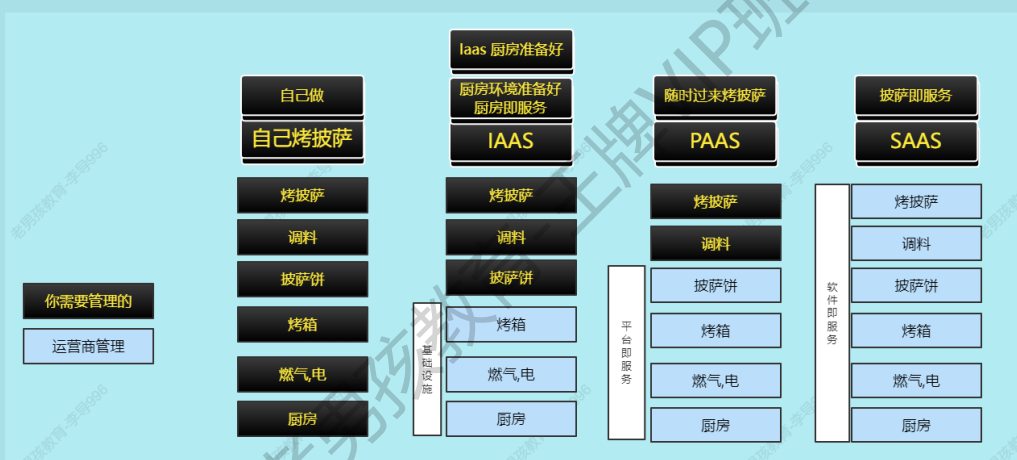 Iaas 厨房准备好
自己做
厨房环境准备好
厨房即服务
随时过来烤披萨
披萨即服务
自己烤披萨
IAAS
PAAS
SAAS
烤披萨
烤披萨
烤披萨
烤披萨
调料
调料
调料
调料
披萨饼
披萨饼
披萨饼
披萨饼
你需要管理的
运营商管理
基础设施
平台即服务
软件即服务
烤箱
烤箱
烤箱
烤箱
燃气,电
燃气,电
燃气,电
燃气,电
厨房
厨房
厨房
厨房
老男孩教育-王牌VIP班
老男孩教育-李导996